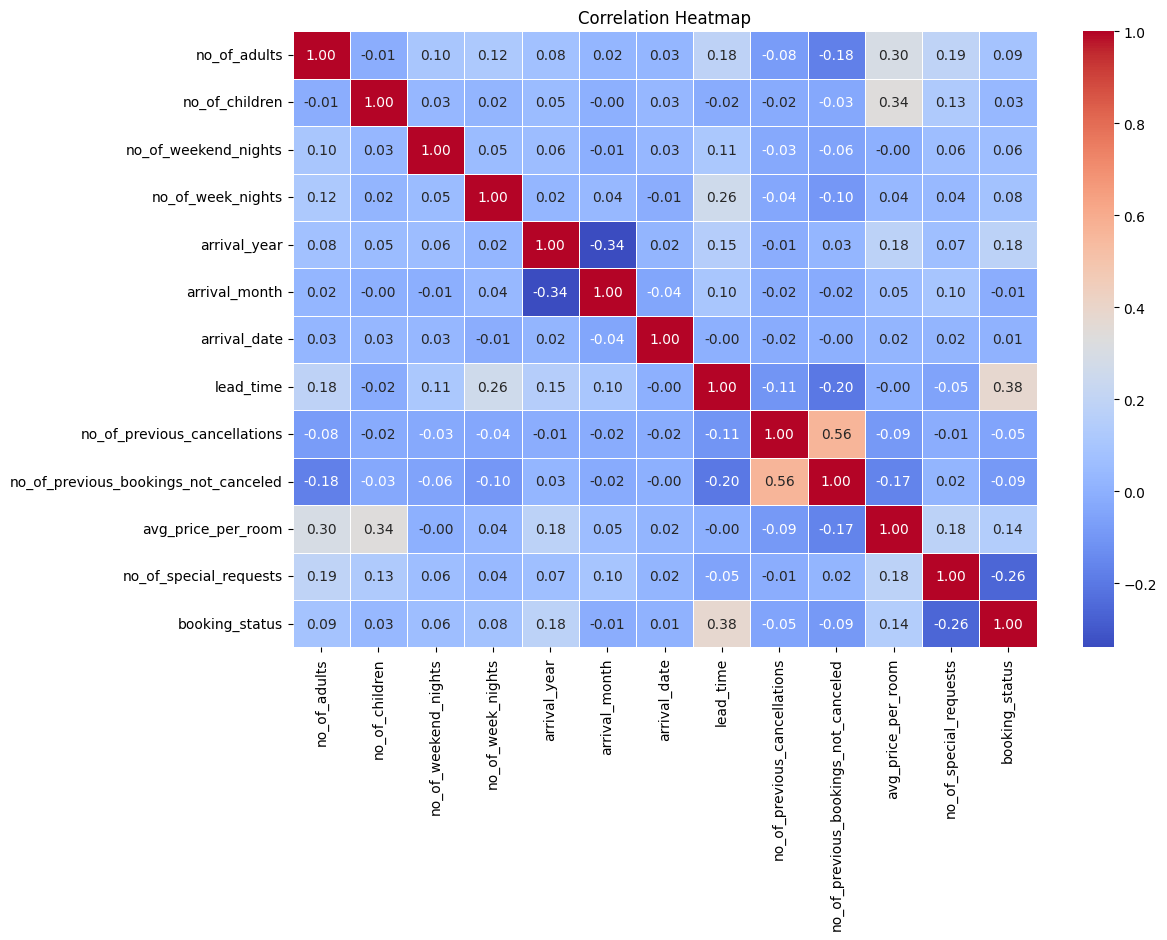 Correlation Heatmap
no_of_adults 1.00 -0.01 0.10 0.12 0.08 0.02 0.03 0.18 -0.08 -0.18 0.30 0.19 0.09
no_of_children -0.01 1.00 0.03 0.02 0.05 -0.00 0.03 -0.02 -0.02 -0.03 0.34 0.13 0.03
no_of_weekend_nights 0.10 0.03 1.00 0.05 0.06 -0.01 0.03 0.11 -0.03 -0.06 -0.00 0.06 0.06
no_of_week_nights 0.12 0.02 0.05 1.00 0.02 0.04 -0.01 0.26 -0.04 -0.10 0.04 0.04 0.08
arrival_year 0.08 0.05 0.06 0.02 1.00 -0.34 0.02 0.15 -0.01 0.03 0.18 0.07 0.18
arrival_month 0.02 -0.00 -0.01 0.04 -0.34 1.00 -0.04 0.10 -0.02 -0.02 0.05 0.10 -0.01
arrival_date 0.03 0.03 0.03 -0.01 0.02 -0.04 1.00 -0.00 -0.02 -0.00 0.02 0.02 0.01
lead_time 0.18 -0.02 0.11 0.26 0.15 0.10 -0.00 1.00 -0.11 -0.20 -0.00 -0.05 0.38
no_of_previous_cancellations -0.08 -0.02 -0.03 -0.04 -0.01 -0.02 -0.02 -0.11 1.00 0.56 -0.09 -0.01 -0.05
no_of_previous_bookings_not_canceled -0.18 -0.03 -0.06 -0.10 0.03 -0.02 -0.00 -0.20 0.56 1.00 -0.17 0.02 -0.09
avg_price_per_room 0.30 0.34 -0.00 0.04 0.18 0.05 0.02 -0.00 -0.09 -0.17 1.00 0.18 0.14
no_of_special_requests 0.19 0.13 0.06 0.04 0.07 0.10 0.02 -0.05 -0.01 0.02 0.18 1.00 -0.26
booking_status 0.09 0.03 0.06 0.08 0.18 -0.01 0.01 0.38 -0.05 -0.09 0.14 -0.26 1.00
no_of_adults
no_of_children
no_of_weekend_nights
no_of_week_nights
arrival_year
arrival_month
arrival_date
lead_time
no_of_previous_cancellations
no_of_previous_bookings_not_canceled
avg_price_per_room
no_of_special_requests
booking_status
1.0
0.8
0.6
0.4
0.2
0.0
−0.2